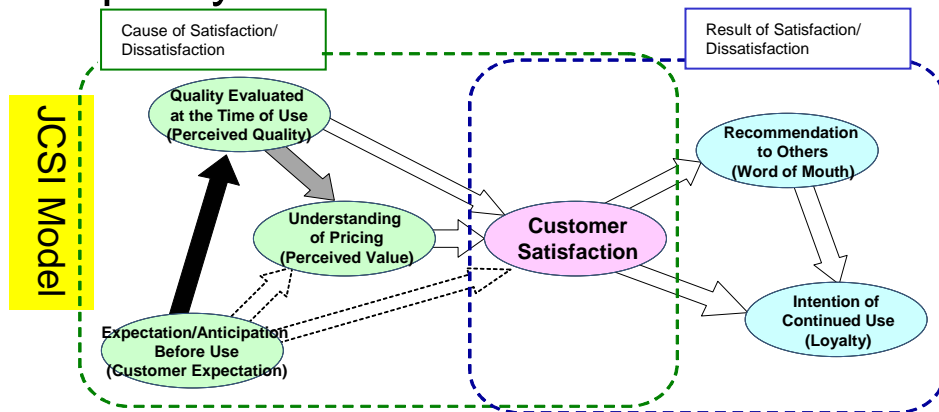 Cause of Satisfaction/
Dissatisfaction
Result of Satisfaction/
Dissatisfaction
JCSI Model
Quality Evaluated
at the Time of Use
(Perceived Quality)
Understanding
of Pricing
(Perceived Value)
Expectation/Anticipation
Before Use
(Customer Expectation)
Customer
Satisfaction
Recommendation
to Others
(Word of Mouth)
Intention of
Continued Use
(Loyalty)